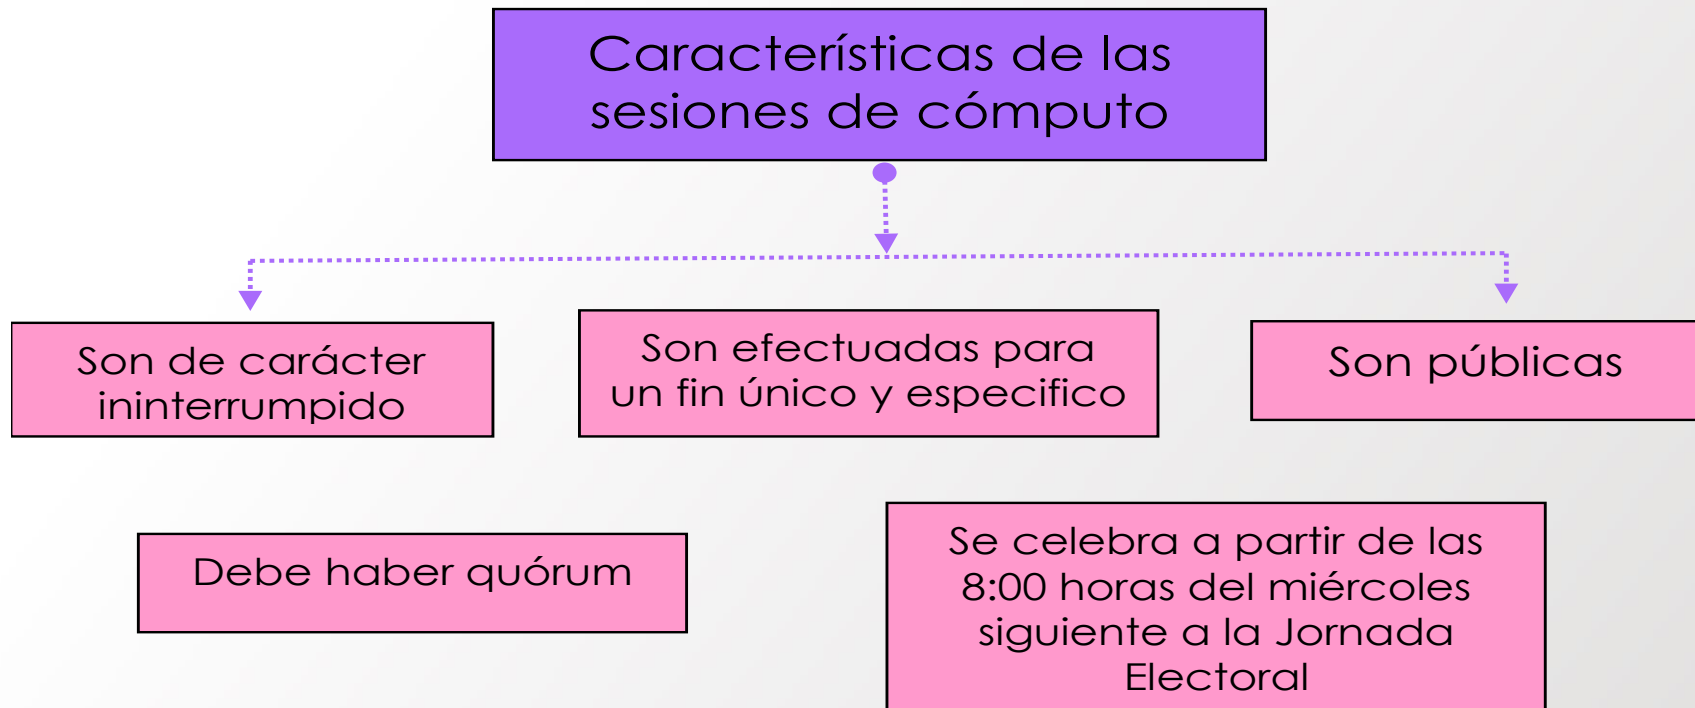 Características de las
sesiones de cómputo
Son de carácter
ininterrumpido
Son efectuadas para
un fin único y especifico
Son públicas
Debe haber quórum
Se celebra a partir de las
8:00 horas del miércoles
siguiente a la Jornada
Electoral